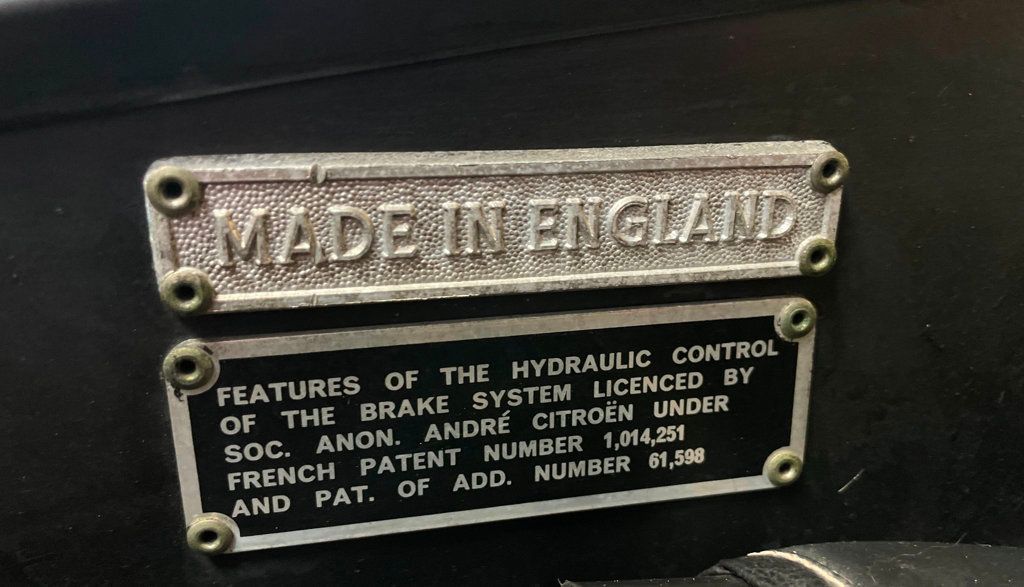 MADE IN ENGLAND
FEATURES OF THE HYDRAULIC CONTROL
OF THE BRAKE SYSTEM LICENCED BY
SOC. ANON. ANDRÉ CITROËN UNDER
FRENCH PATENT NUMBER 1,014,251
AND PAT. OF ADD. NUMBER 61,598